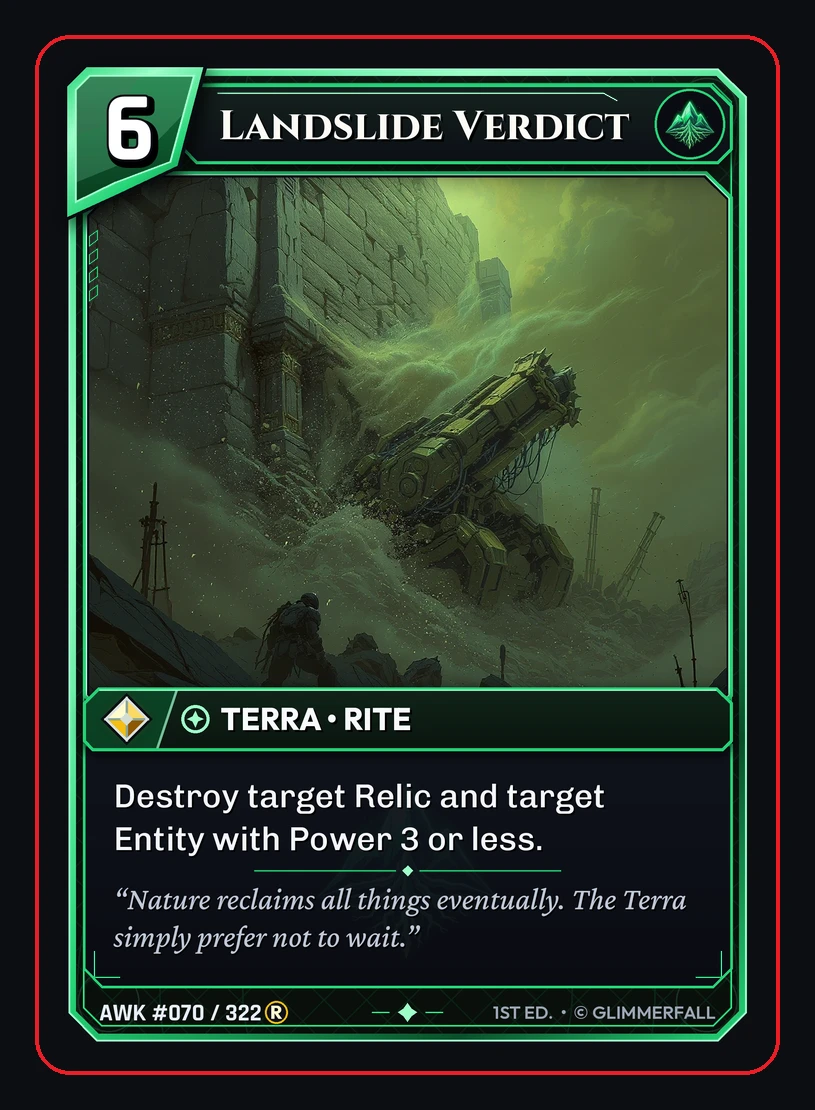 6
LANDSLIDE VERDICT
TERRA • RITE
Destroy target Relic and target
Entity with Power 3 or less.
“Nature reclaims all things eventually. The Terra
simply prefer not to wait.”
AWK #070 / 322 R
1ST ED. • © GLIMMERFALL